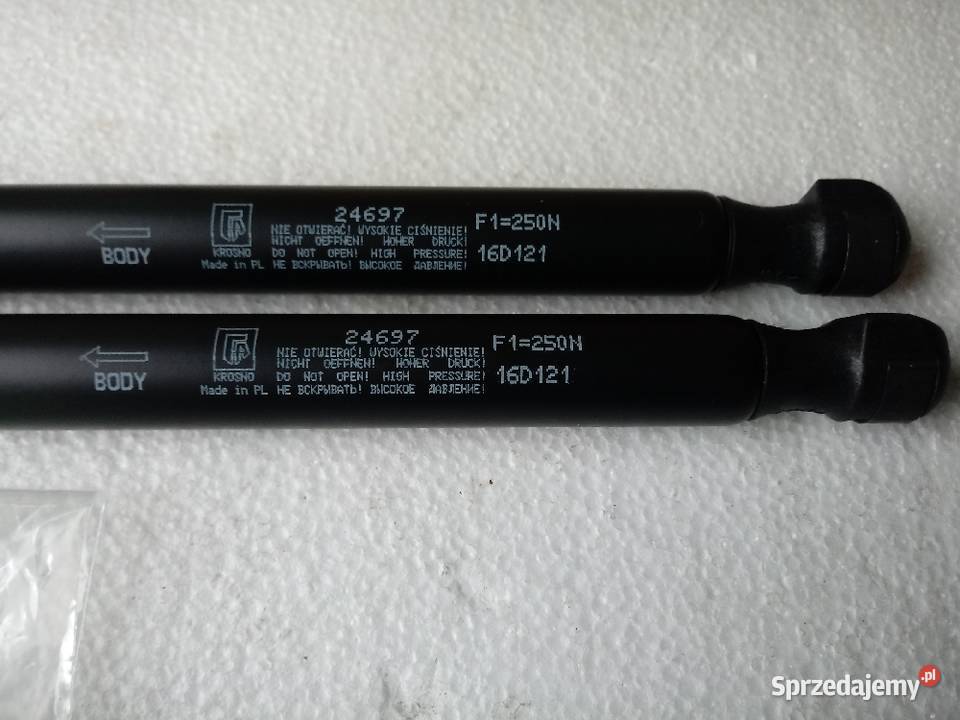 24697
F1=250N
NIE OTWIERAĆ! WYSOKIE CIŚNIENIE!
NICHT OEFFNEN! HOHER DRUCK!
BODY
KROSNO
DO NOT OPEN! HIGH PRESSURE!
16D121
Made in PL
НЕ ВСКРЫВАТЬ! ВЫСОКОЕ ДАВЛЕНИЕ!
24697
F1=250N
NIE OTWIERAĆ! WYSOKIE CIŚNIENIE!
NICHT OEFFNEN! HOHER DRUCK!
BODY
KROSNO
DO NOT OPEN! HIGH PRESSURE!
16D121
Made in PL
НЕ ВСКРЫВАТЬ! ВЫСОКОЕ ДАВЛЕНИЕ!
Sprzedajemy.pl